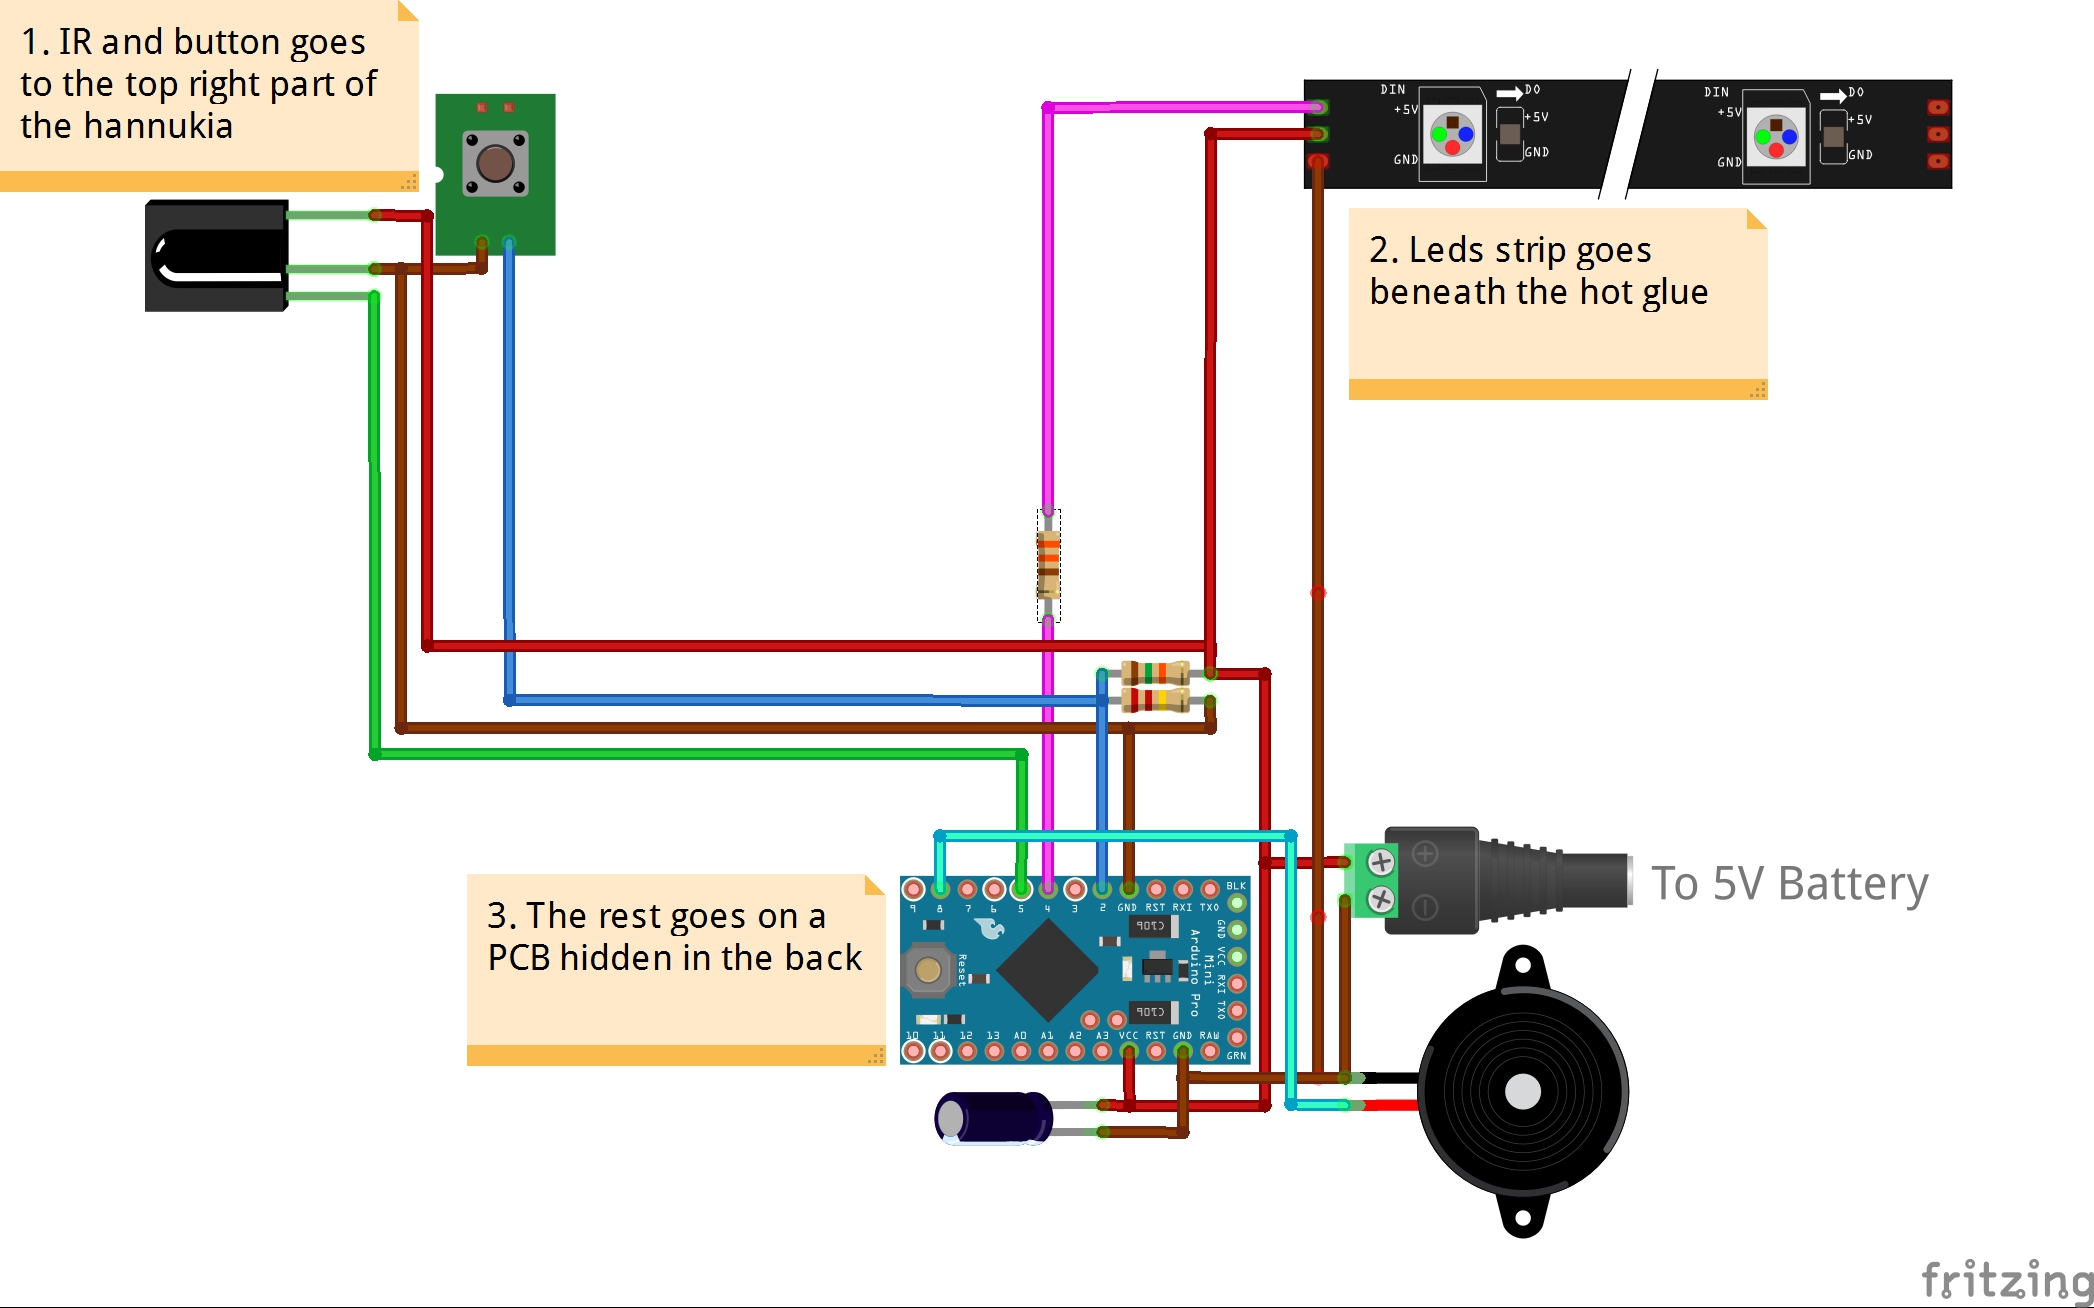 1. IR and button goes
to the top right part of
the hannukia
DIN
DO
+5V
+5V
GND
GND
DIN
DO
+5V
+5V
GND
GND
2. Leds strip goes
beneath the hot glue
To 5V Battery
3. The rest goes on a
PCB hidden in the back
9 8 7 6 5 4 3 2 GND RST RXI TXO
BLK
GND
VCC
RXI
TXO
GRN
Reset
Arduino Pro
Mini
10 11 12 13 A0 A1 A2 A3 VCC RST GND RAW
fritzing